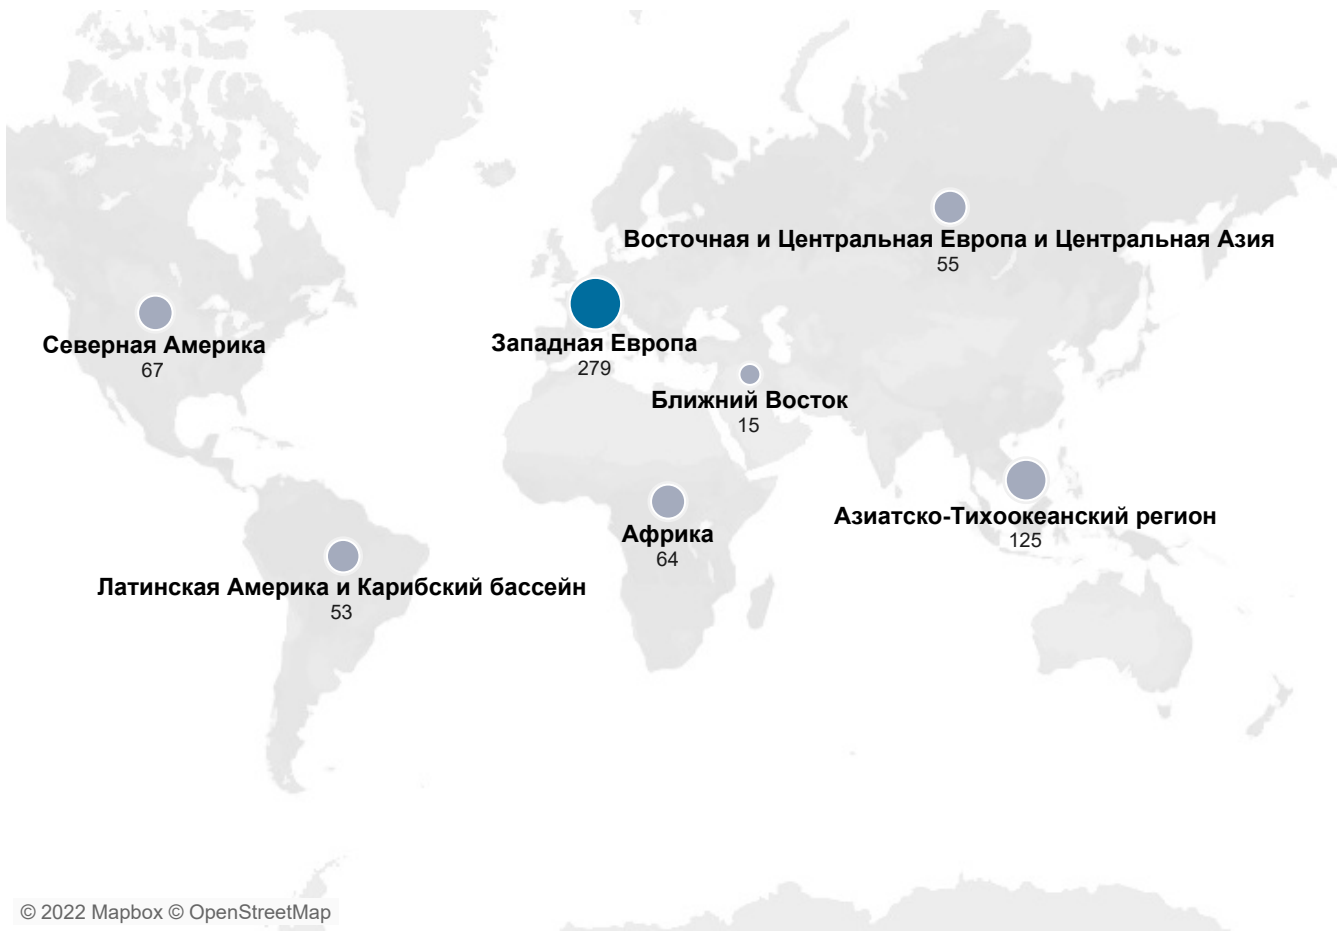 Восточная и Центральная Европа и Центральная Азия
55
Северная Америка
67
Западная Европа
279
Ближний Восток
15
Азиатско-Тихоокеанский регион
125
Африка
64
Латинская Америка и Карибский бассейн
53
© 2022 Mapbox © OpenStreetMap